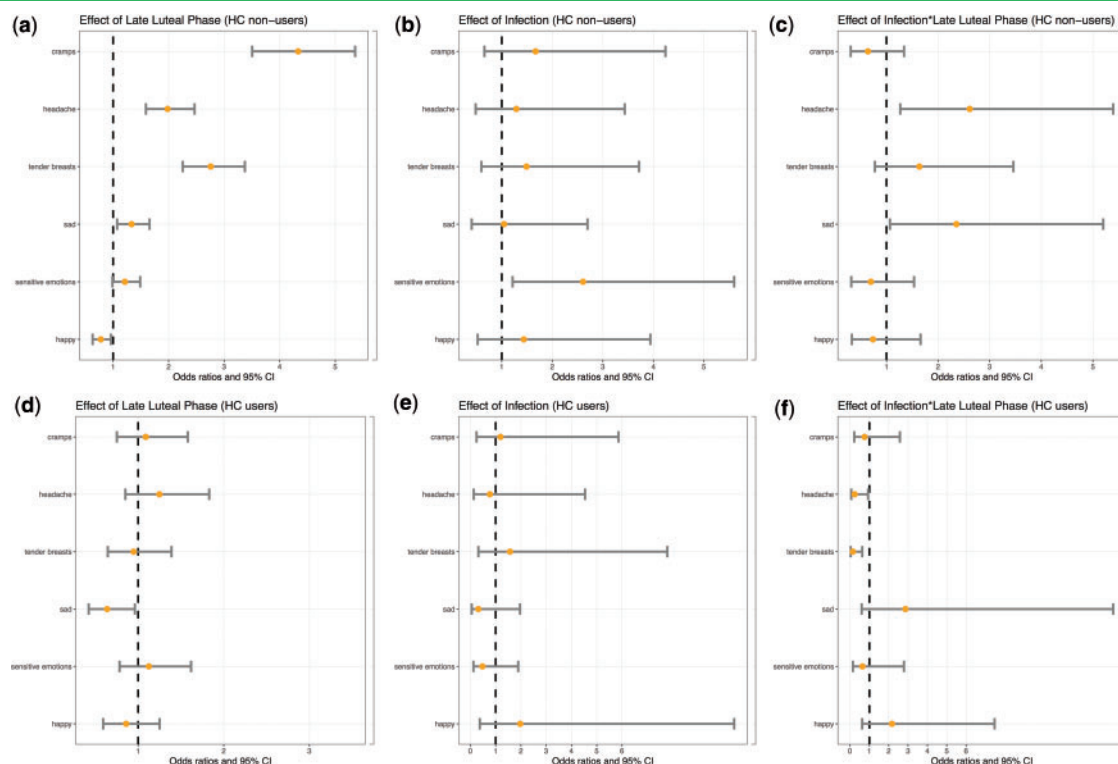 (a)
Effect of Late Luteal Phase (HC non-users)
cramps
headache
tender breasts
sad
sensitive emotions
happy
1 2 3 4 5
Odds ratios and 95% CI
(b)
Effect of Infection (HC non-users)
cramps
headache
tender breasts
sad
sensitive emotions
happy
1 2 3 4 5
Odds ratios and 95% CI
(c)
Effect of Infection*Late Luteal Phase (HC non-users)
cramps
headache
tender breasts
sad
sensitive emotions
happy
1 2 3 4 5
Odds ratios and 95% CI
(d)
Effect of Late Luteal Phase (HC users)
cramps
headache
tender breasts
sad
sensitive emotions
happy
1 2 3
Odds ratios and 95% CI
(e)
Effect of Infection (HC users)
cramps
headache
tender breasts
sad
sensitive emotions
happy
0 1 2 3 4 5 6
Odds ratios and 95% CI
(f)
Effect of Infection*Late Luteal Phase (HC users)
cramps
headache
tender breasts
sad
sensitive emotions
happy
0 1 2 3 4 5 6
Odds ratios and 95% CI